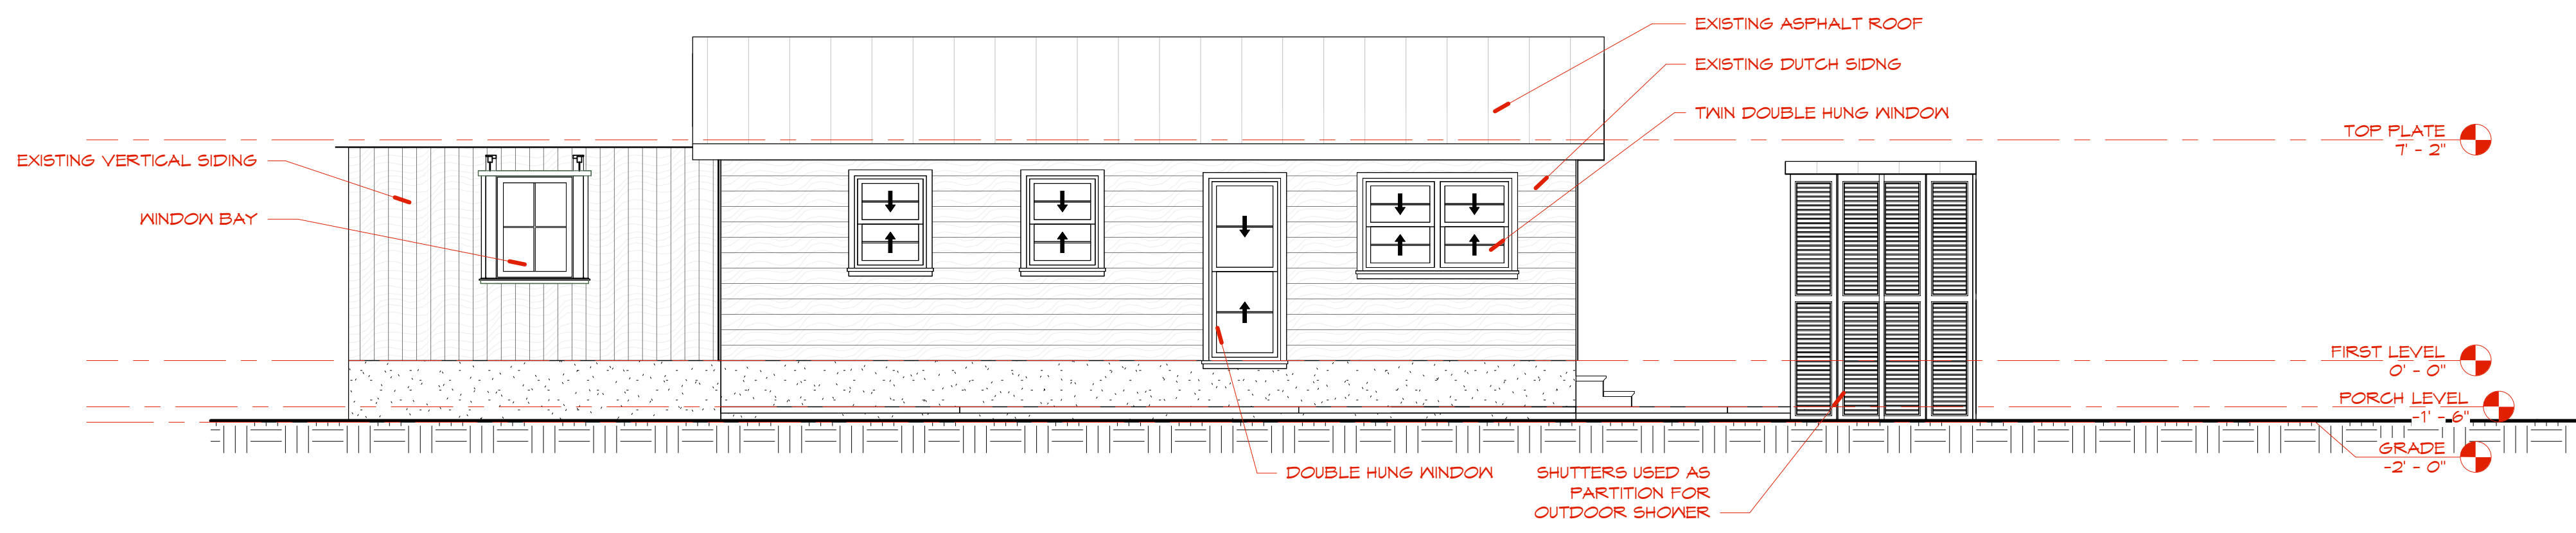 EXISTING ASPHALT ROOF
EXISTING DUTCH SIDNG
TWIN DOUBLE HUNG WINDOW
TOP PLATE
7' - 2"
EXISTING VERTICAL SIDING
WINDOW BAY
FIRST LEVEL
0' - 0"
PORCH LEVEL
-1' - 6"
GRADE
-2' - 0"
DOUBLE HUNG WINDOW
SHUTTERS USED AS
PARTITION FOR
OUTDOOR SHOWER